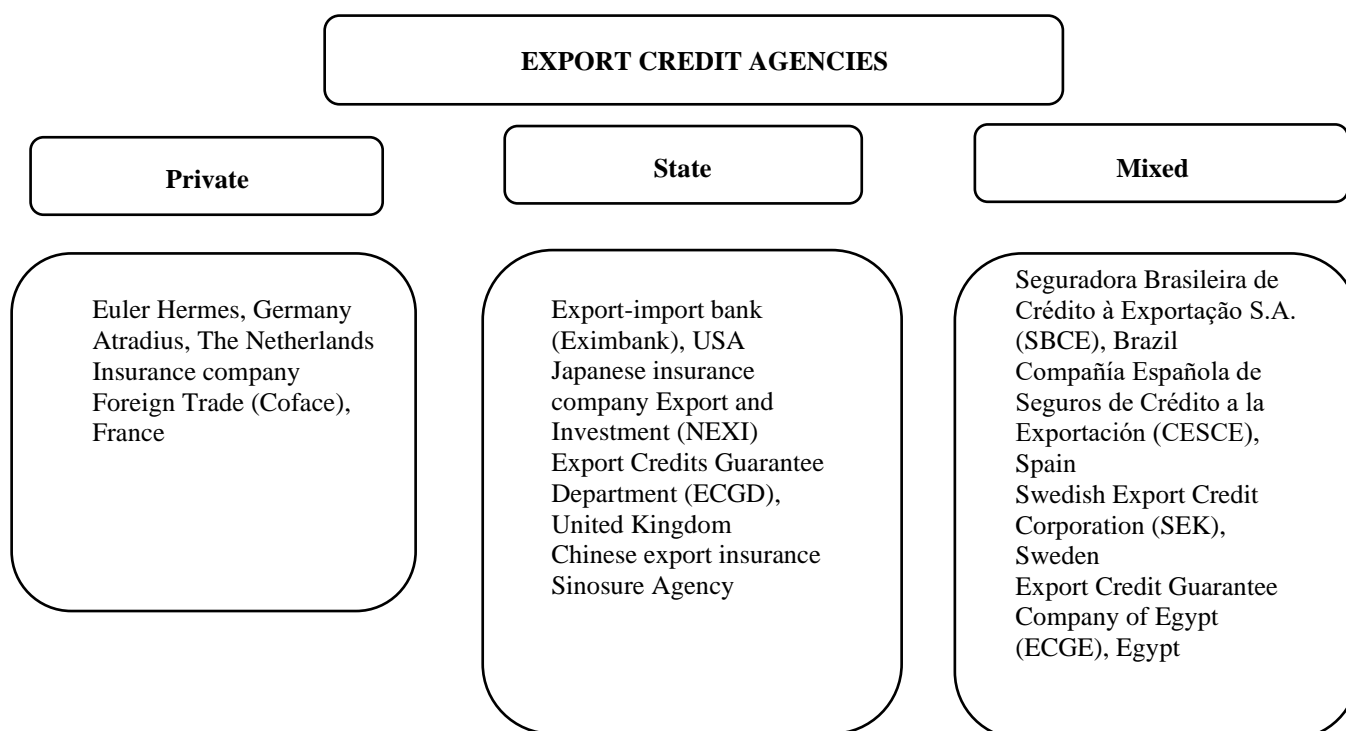 EXPORT CREDIT AGENCIES
Private
State
Mixed
Euler Hermes, Germany
Atradius, The Netherlands
Insurance company
Foreign Trade (Coface),
France
Export-import bank
(Eximbank), USA
Japanese insurance
company Export and
Investment (NEXI)
Export Credits Guarantee
Department (ECGD),
United Kingdom
Chinese export insurance
Sinosure Agency
Seguradora Brasileira de
Crédito à Exportação S.A.
(SBCE), Brazil
Compañía Española de
Seguros de Crédito a la
Exportación (CESCE),
Spain
Swedish Export Credit
Corporation (SEK),
Sweden
Export Credit Guarantee
Company of Egypt
(ECGE), Egypt